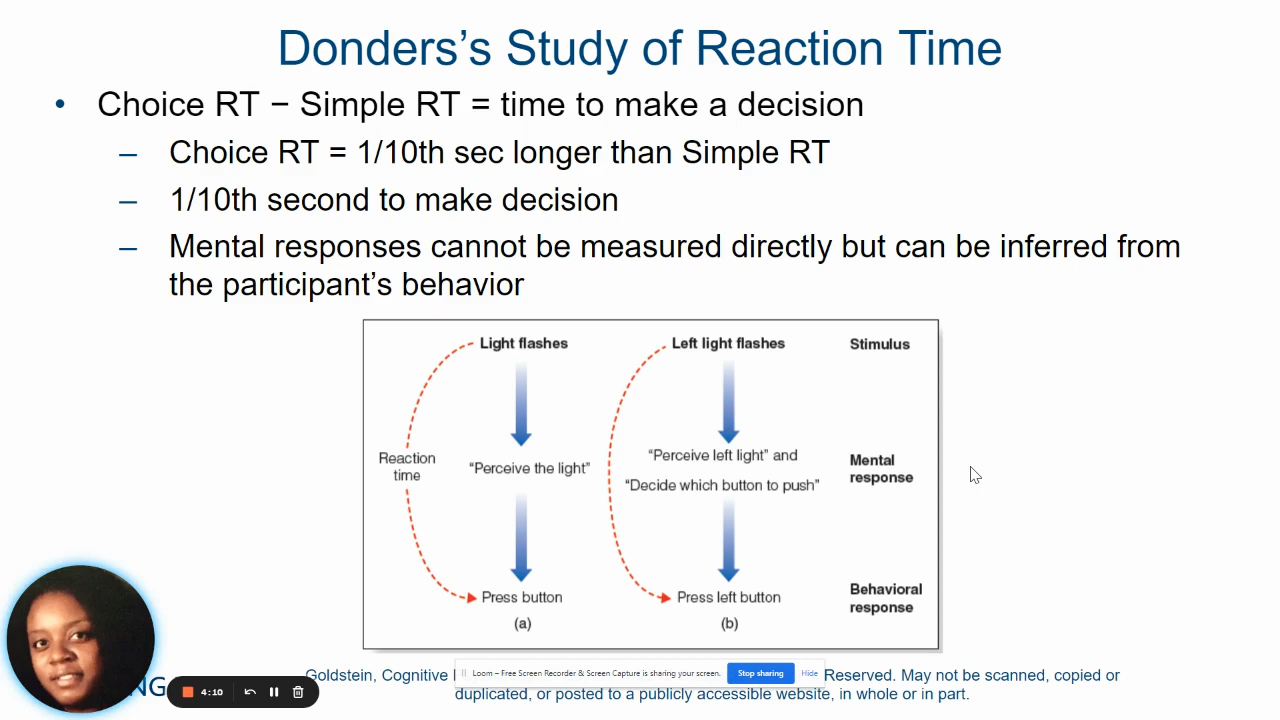 Donders's Study of Reaction Time
• Choice RT − Simple RT = time to make a decision
– Choice RT = 1/10th sec longer than Simple RT
– 1/10th second to make decision
– Mental responses cannot be measured directly but can be inferred from
the participant's behavior
Light flashes
Left light flashes
Stimulus
Reaction
time
"Perceive the light"
"Perceive left light" and
"Decide which button to push"
Mental
response
Press button
Press left button
Behavioral
response
(a)
(b)
Goldstein, Cognitive
Reserved. May not be scanned, copied or
duplicated, or posted to a publicly accessible website, in whole or in part.
Loom – Free Screen Recorder & Screen Capture is sharing your screen.
Stop sharing
Hide
NG
4:10